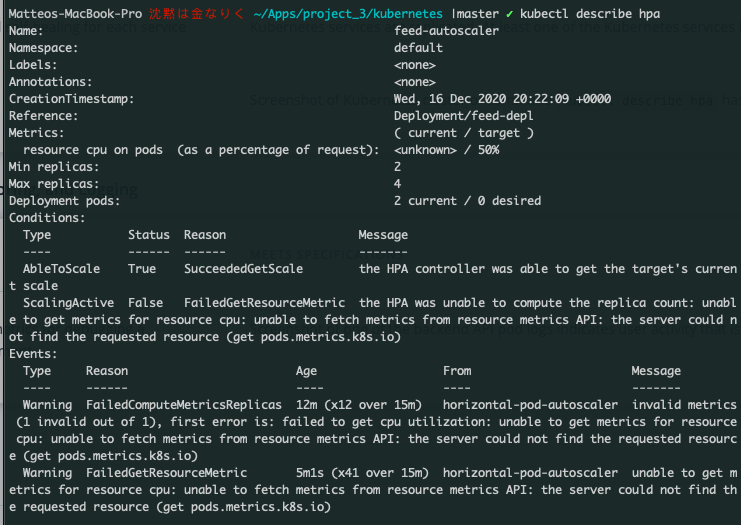 Matteos-MacBook-Pro 沈黙は金なりく ~/Apps/project_3/kubernetes |master ✓ kubectl describe hpa
Name: feed-autoscaler
Namespace: default
Labels: <none>
Annotations: <none>
CreationTimestamp: Wed, 16 Dec 2020 20:22:09 +0000
Reference: Deployment/feed-depl
Metrics: ( current / target )
resource cpu on pods (as a percentage of request): <unknown> / 50%
Min replicas: 2
Max replicas: 4
Deployment pods: 2 current / 0 desired
Conditions:
Type Status Reason Message
---- ------ ------ -------
AbleToScale True SucceededGetScale the HPA controller was able to get the target's curren
t scale
ScalingActive False FailedGetResourceMetric the HPA was unable to compute the replica count: unabl
e to get metrics for resource cpu: unable to fetch metrics from resource metrics API: the server could n
ot find the requested resource (get pods.metrics.k8s.io)
Events:
Type Reason Age From Message
---- ------ ---- ---- -------
Warning FailedComputeMetricsReplicas 12m (x12 over 15m) horizontal-pod-autoscaler invalid metrics
(1 invalid out of 1), first error is: failed to get cpu utilization: unable to get metrics for resource
cpu: unable to fetch metrics from resource metrics API: the server could not find the requested resourc
e (get pods.metrics.k8s.io)
Warning FailedGetResourceMetric 5m1s (x41 over 15m) horizontal-pod-autoscaler unable to get m
etrics for resource cpu: unable to fetch metrics from resource metrics API: the server could not find th
e requested resource (get pods.metrics.k8s.io)